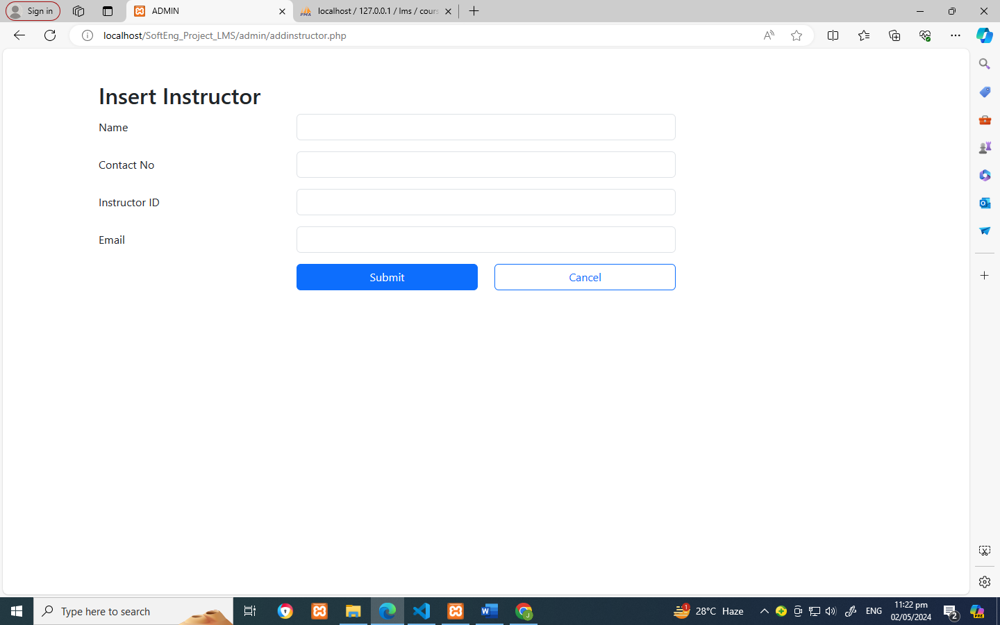 Sign in
ADMIN
localhost / 127.0.0.1 / lms / cours
localhost/SoftEng_Project_LMS/admin/addinstructor.php
Insert Instructor
Name
Contact No
Instructor ID
Email
Submit
Cancel
Type here to search
1
28°C Haze
ENG
11:22 pm
02/05/2024
2
PRE